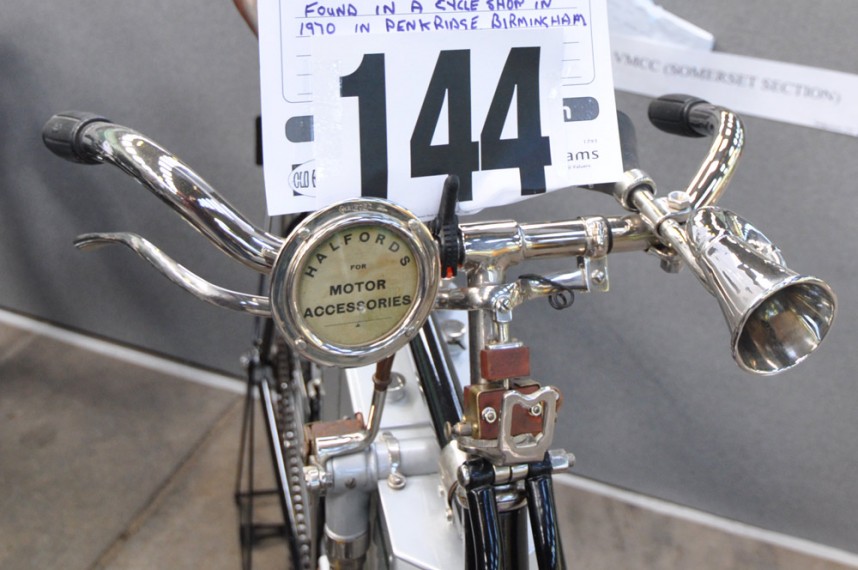 FOUND IN A CYCLE SHOP IN
1970 IN PENKRIDGE BIRMINGHAM
144
VMCC (SOMERSET SECTION)
HALFORDS
FOR
MOTOR
ACCESSORIES